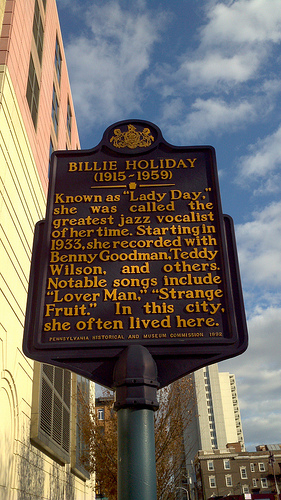 BILLIE HOLIDAY
(1915-1959)
Known as "Lady Day,"
she was called the
greatest jazz vocalist
of her time. Starting in
1933, she recorded with
Benny Goodman, Teddy
Wilson, and others.
Notable songs include
"Lover Man," "Strange
Fruit." In this city,
she often lived here.
PENNSYLVANIA HISTORICAL AND MUSEUM COMMISSION 1992